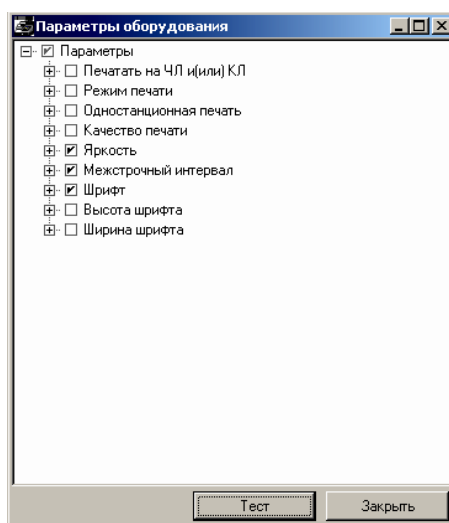 Параметры оборудования
Параметры
Печатать на ЧЛ и(или) КЛ
Режим печати
Одностанционная печать
Качество печати
Яркость
Межстрочный интервал
Шрифт
Высота шрифта
Ширина шрифта
Тест
Закрыть